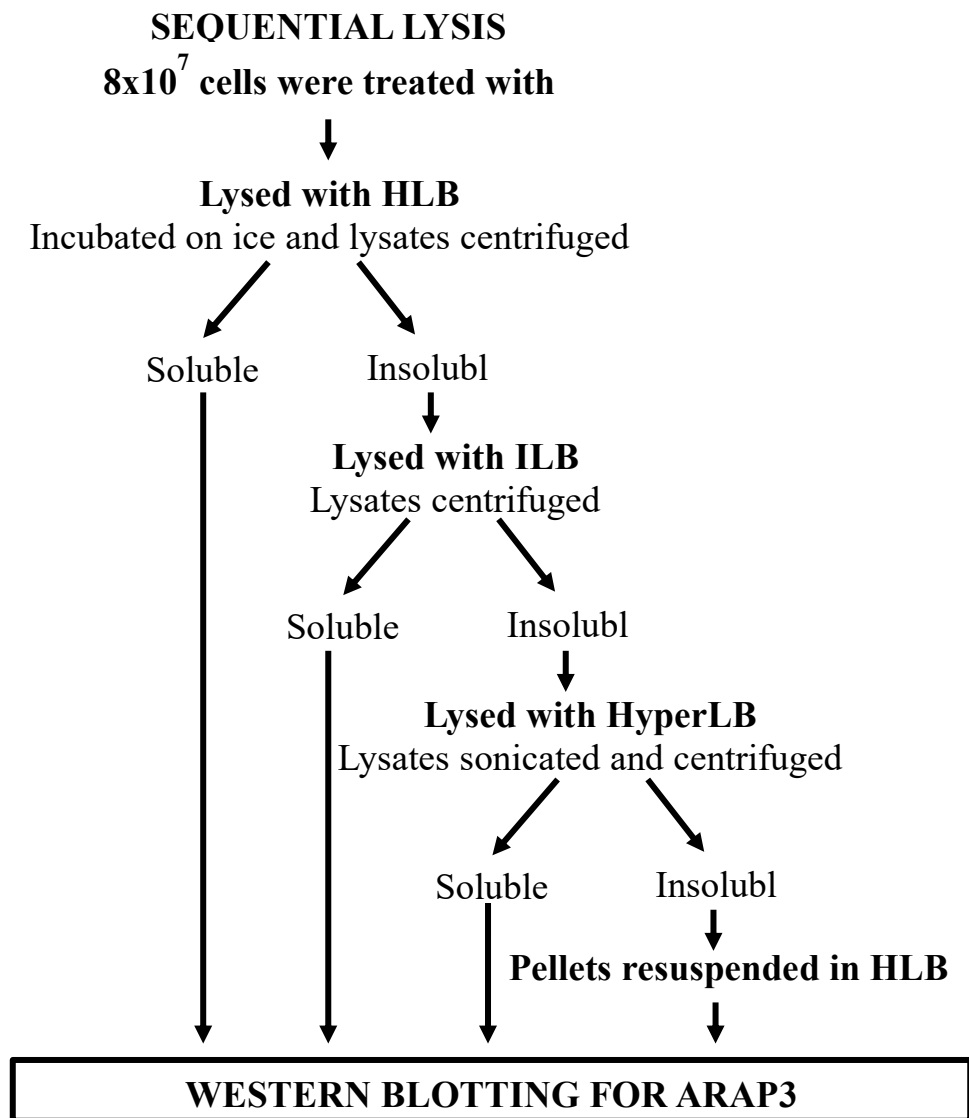 SEQUENTIAL LYSIS
8x10⁷ cells were treated with
Lysed with HLB
Incubated on ice and lysates centrifuged
Soluble Insolubl
Lysed with ILB
Lysates centrifuged
Soluble Insolubl
Lysed with HyperLB
Lysates sonicated and centrifuged
Soluble Insolubl
Pellets resuspended in HLB
WESTERN BLOTTING FOR ARAP3